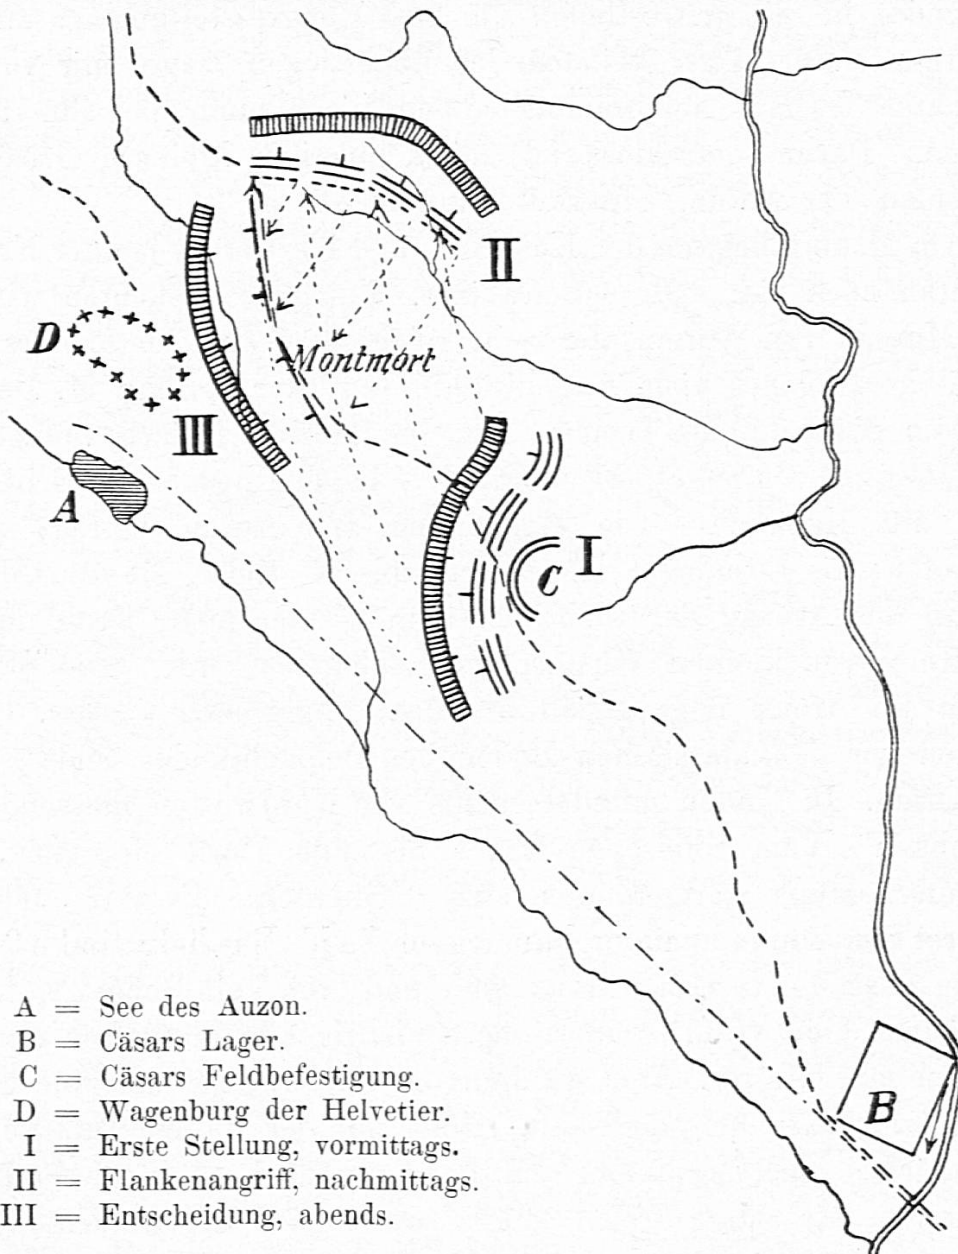 II
Montmort
D
III
A
I
C
B
A = See des Auzon.
B = Cäsars Lager.
C = Cäsars Feldbefestigung.
D = Wagenburg der Helvetier.
I = Erste Stellung, vormittags.
II = Flankenangriff, nachmittags.
III = Entscheidung, abends.